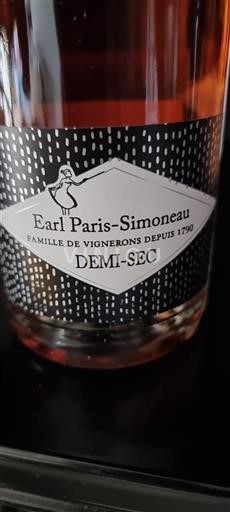 Earl Paris-Simoneau
FAMILLE DE VIGNERONS DEPUIS 1790
DEMI-SEC